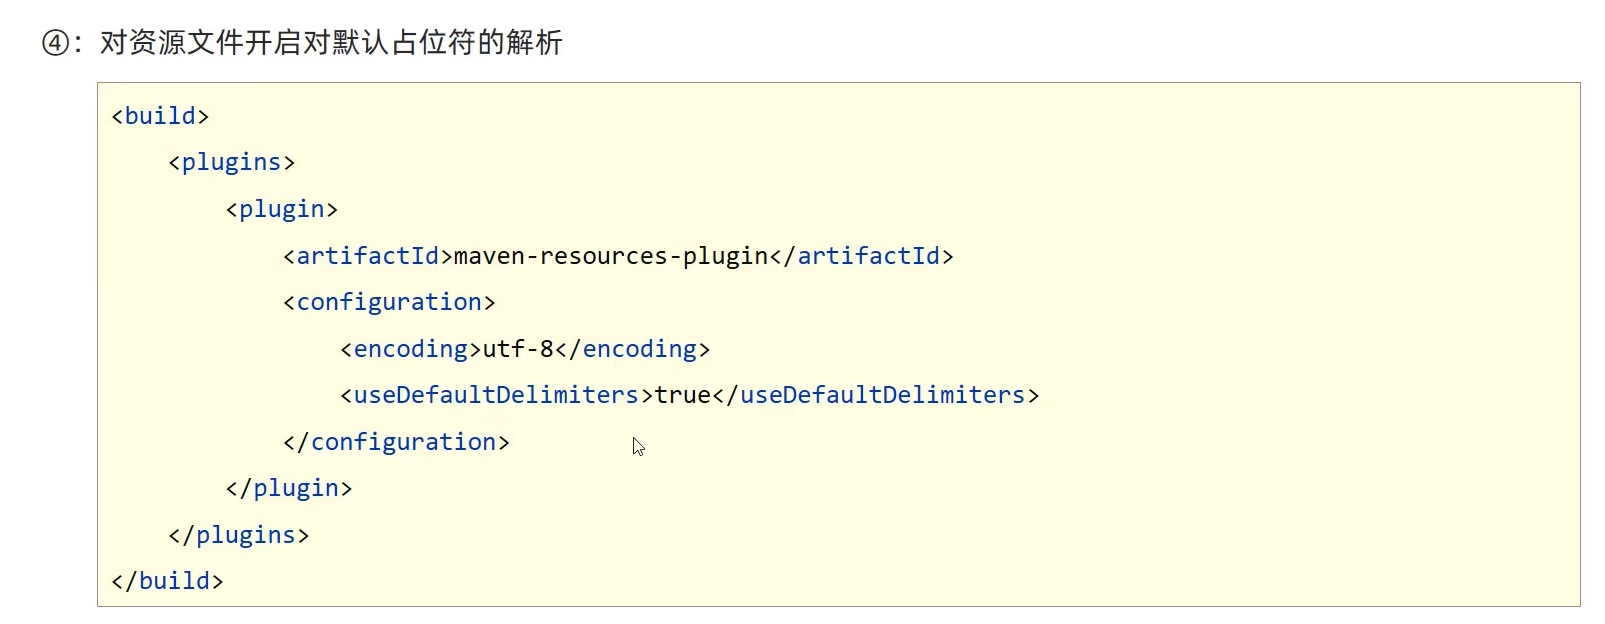 ④：对资源文件开启对默认占位符的解析
<build>
    <plugins>
        <plugin>
            <artifactId>maven-resources-plugin</artifactId>
            <configuration>
                <encoding>utf-8</encoding>
                <useDefaultDelimiters>true</useDefaultDelimiters>
            </configuration>
        </plugin>
    </plugins>
</build>